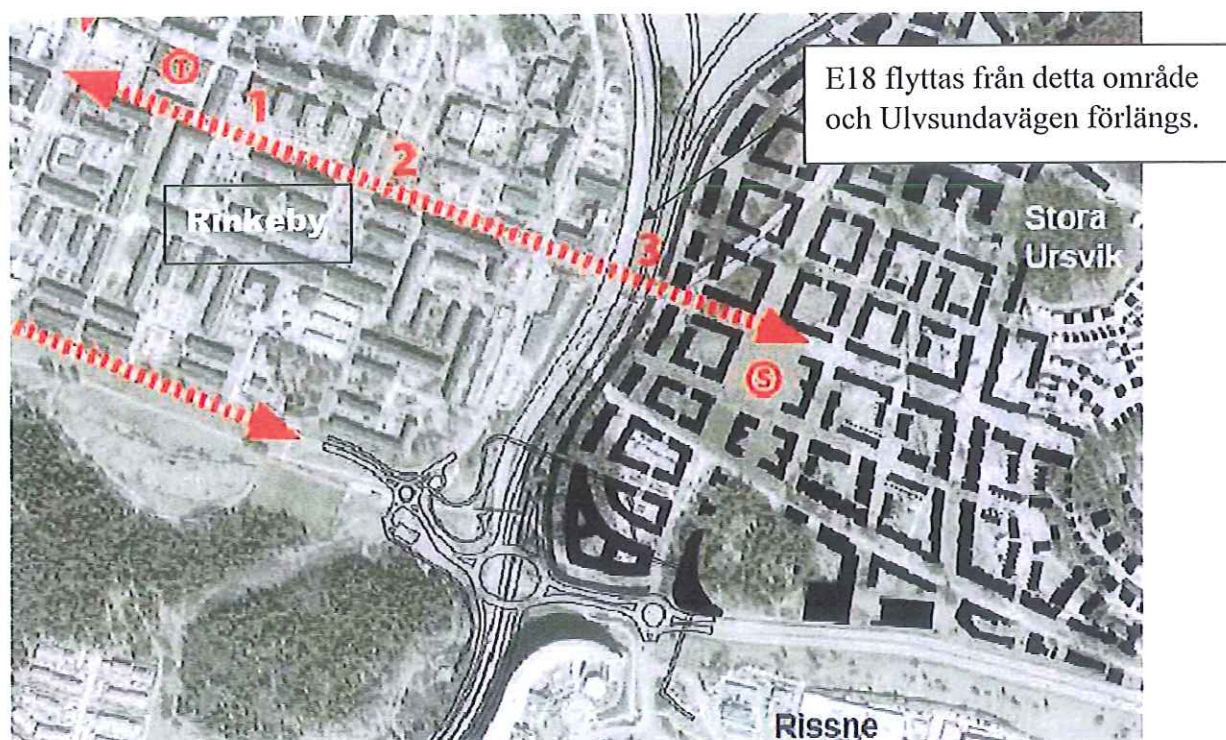 E18 flyttas från detta område
och Ulvsundavägen förlängs.
T
1
2
Rinkeby
3
Stora
Ursvik
S
Rissne